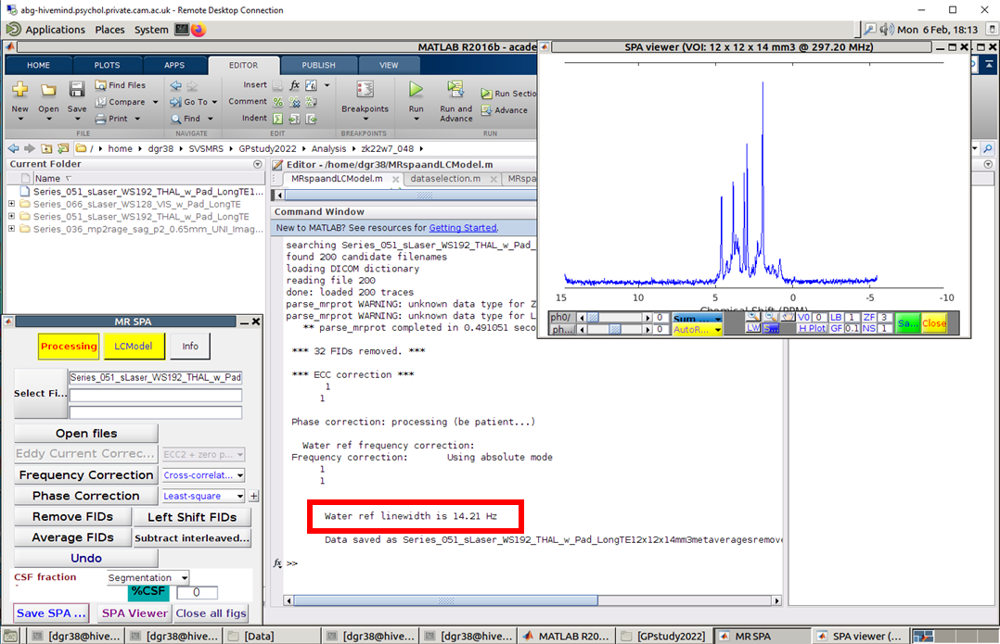 abg-hivemind.psychol.private.cam.ac.uk - Remote Desktop Connection
Applications Places System
Mon 6 Feb, 18:13
MATLAB R2016b - acade
HOME PLOTS APPS EDITOR PUBLISH VIEW
New Open Save Find Files Compare Print
Go To Find
Insert fx
Comment
Indent
Breakpoints
Run
Run and Advance
Run Sectio
Advance
FILE NAVIGATE EDIT BREAKPOINTS RUN
/ home dgr38 SVSMRS GPstudy2022 Analysis zk22w7_048
Current Folder
Name
Series_051_sLaser_WS192_THAL_w_Pad_LongTE1...
Series_066_sLaser_WS128_VIS_w_Pad_LongTE
Series_051_sLaser_WS192_THAL_w_Pad_LongTE
Series_036_mp2rage_sag_p2_0.65mm_UNI_Imag...
Editor - /home/dgr38/MRspaandLCModel.m
MRspaandLCModel.m dataselection.m MRspa
Command Window
New to MATLAB? See resources for Getting Started.
searching Series_051_sLaser_WS192_THAL_w_Pad_
found 200 candidate filenames
loading DICOM dictionary
reading file 200
done: loaded 200 traces
parse_mrprot WARNING: unknown data type for Z
parse_mrprot WARNING: unknown data type for L
** parse_mrprot completed in 0.491051 seco
*** 32 FIDs removed. ***
*** ECC correction ***
1
1
Phase correction: processing (be patient...)
Water ref frequency correction:
Frequency correction: Using absolute mode
1
1
Water ref linewidth is 14.21 Hz
Data saved as Series_051_sLaser_WS192_THAL_w_Pad_LongTE12x12x14mm3metaveragesremove
fx >>
SPA viewer (VOI: 12 x 12 x 14 mm3 @ 297.20 MHz)
15 10 5 0 -5 -10
Chemical Shift (PPM)
ph0/ 0 Sum ... V0 0 LB 1 ZF 3 Sa... Close
ph... 0 AutoR... LW H Plot GF 0.1 NS 1
MR SPA
Processing LCModel Info
Select Fi... Series_051_sLaser_WS192_THAL_w_Pad
Open files
Eddy Current Correc... ECC2 + zero p...
Frequency Correction Cross-correlat...
Phase Correction Least-square +
Remove FIDs Left Shift FIDs
Average FIDs Subtract interleaved...
Undo
CSF fraction Segmentation
%CSF 0
Save SPA ... SPA Viewer Close all figs
[dgr38@hive... [dgr38@hive... [Data] [dgr38@hive... [dgr38@hive... MATLAB R20... [GPstudy2022] MR SPA SPA viewer (...